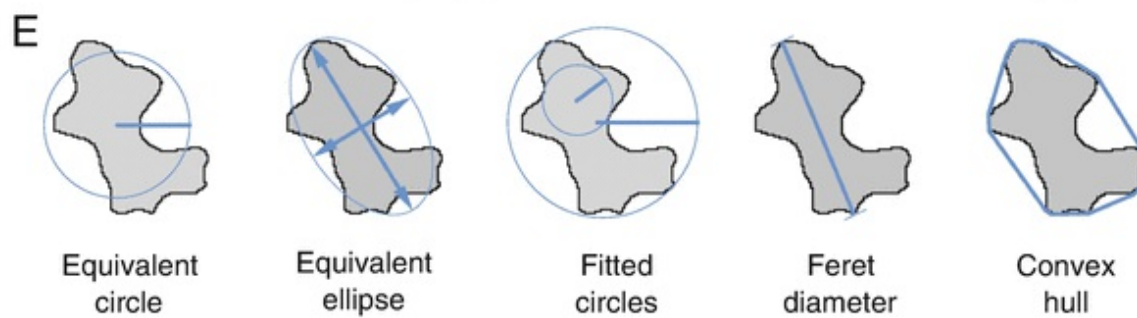 E
Equivalent
circle
Equivalent
ellipse
Fitted
circles
Feret
diameter
Convex
hull